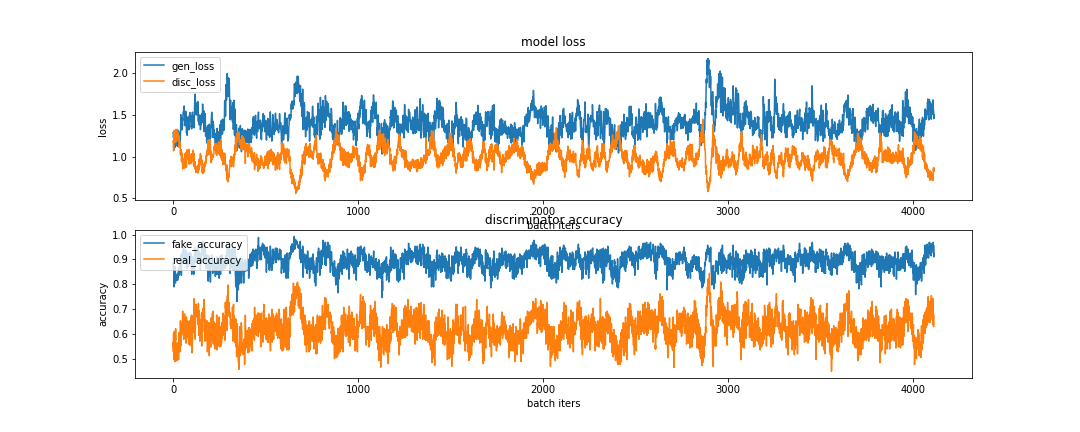 model loss
gen_loss
disc_loss
loss
2.0
1.5
1.0
0.5
0
1000
2000
3000
4000
batch iters
discriminator accuracy
fake_accuracy
real_accuracy
accuracy
1.0
0.9
0.8
0.7
0.6
0.5
0
1000
2000
3000
4000
batch iters